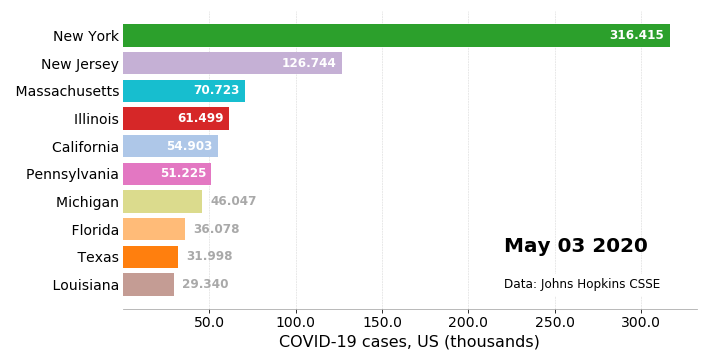 New York 316.415
New Jersey 126.744
Massachusetts 70.723
Illinois 61.499
California 54.903
Pennsylvania 51.225
Michigan 46.047
Florida 36.078
May 03 2020
Texas 31.998
Louisiana 29.340
Data: Johns Hopkins CSSE
50.0 100.0 150.0 200.0 250.0 300.0
COVID-19 cases, US (thousands)